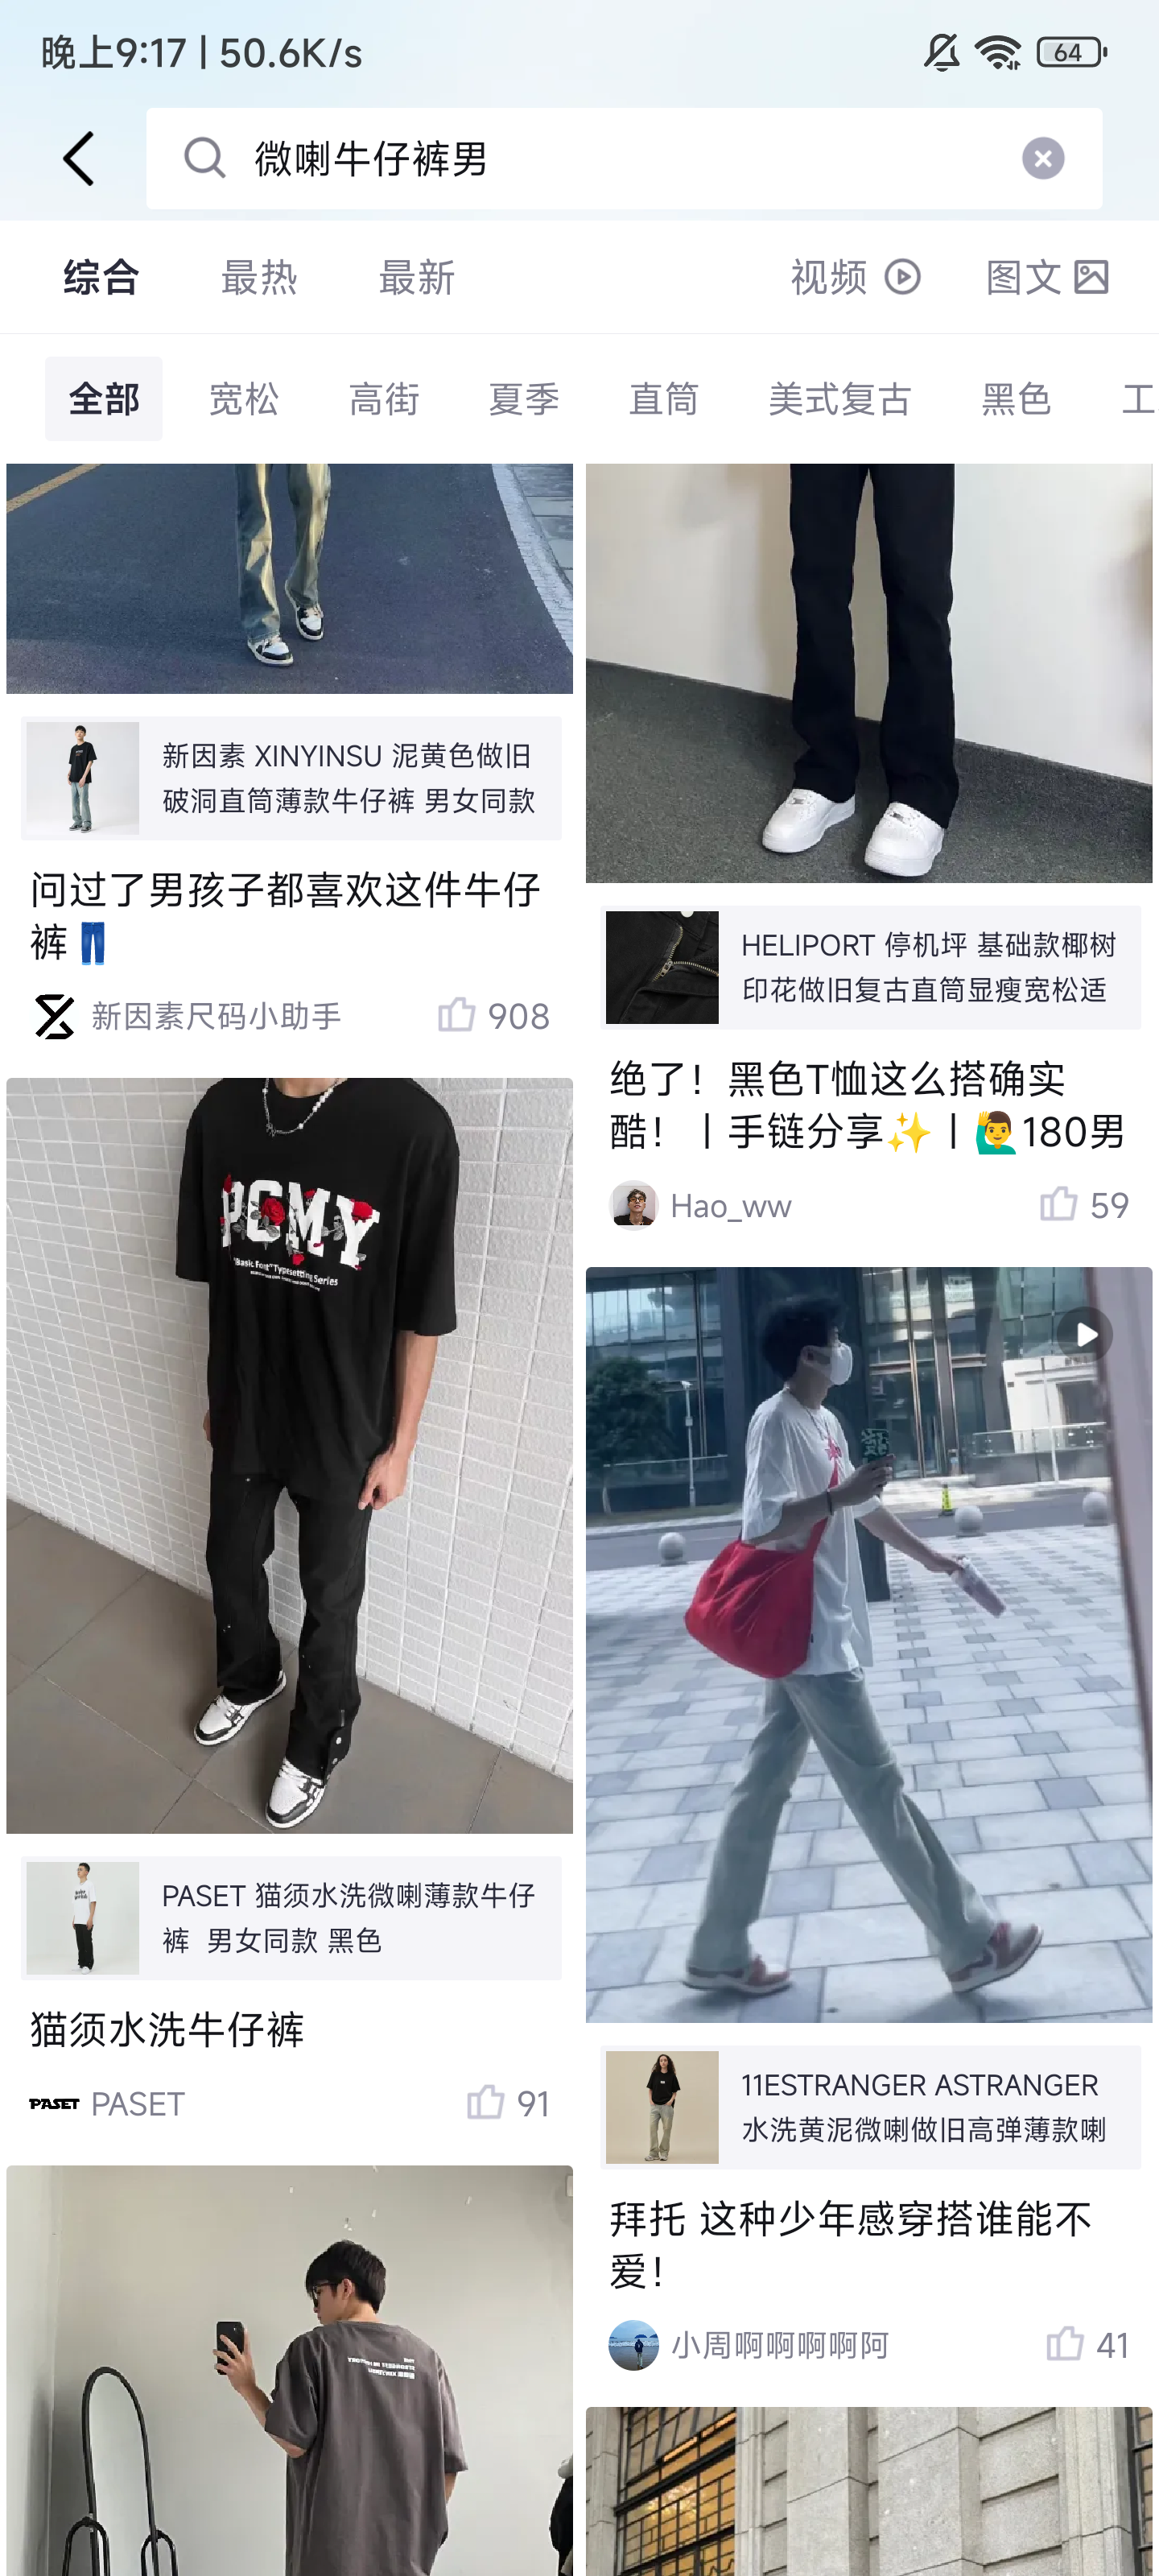 晚上9:17 | 50.6K/s
64
微喇牛仔裤男
综合 最热 最新 视频 图文
全部 宽松 高街 夏季 直筒 美式复古 黑色 工
新因素 XINYINSU 泥黄色做旧
破洞直筒薄款牛仔裤 男女同款
问过了男孩子都喜欢这件牛仔
裤👖
新因素尺码小助手 908
HELIPORT 停机坪 基础款椰树
印花做旧复古直筒显瘦宽松适
绝了！黑色T恤这么搭确实
酷！｜手链分享✨｜🙋‍♂️180男
Hao_ww 59
PGMY
"Basic Font" Typesetting Series
PASET 猫须水洗微喇薄款牛仔
裤 男女同款 黑色
猫须水洗牛仔裤
PASET PASET 91
11ESTRANGER ASTRANGER
水洗黄泥微喇做旧高弹薄款喇
拜托 这种少年感穿搭谁能不
爱！
小周啊啊啊啊阿 41